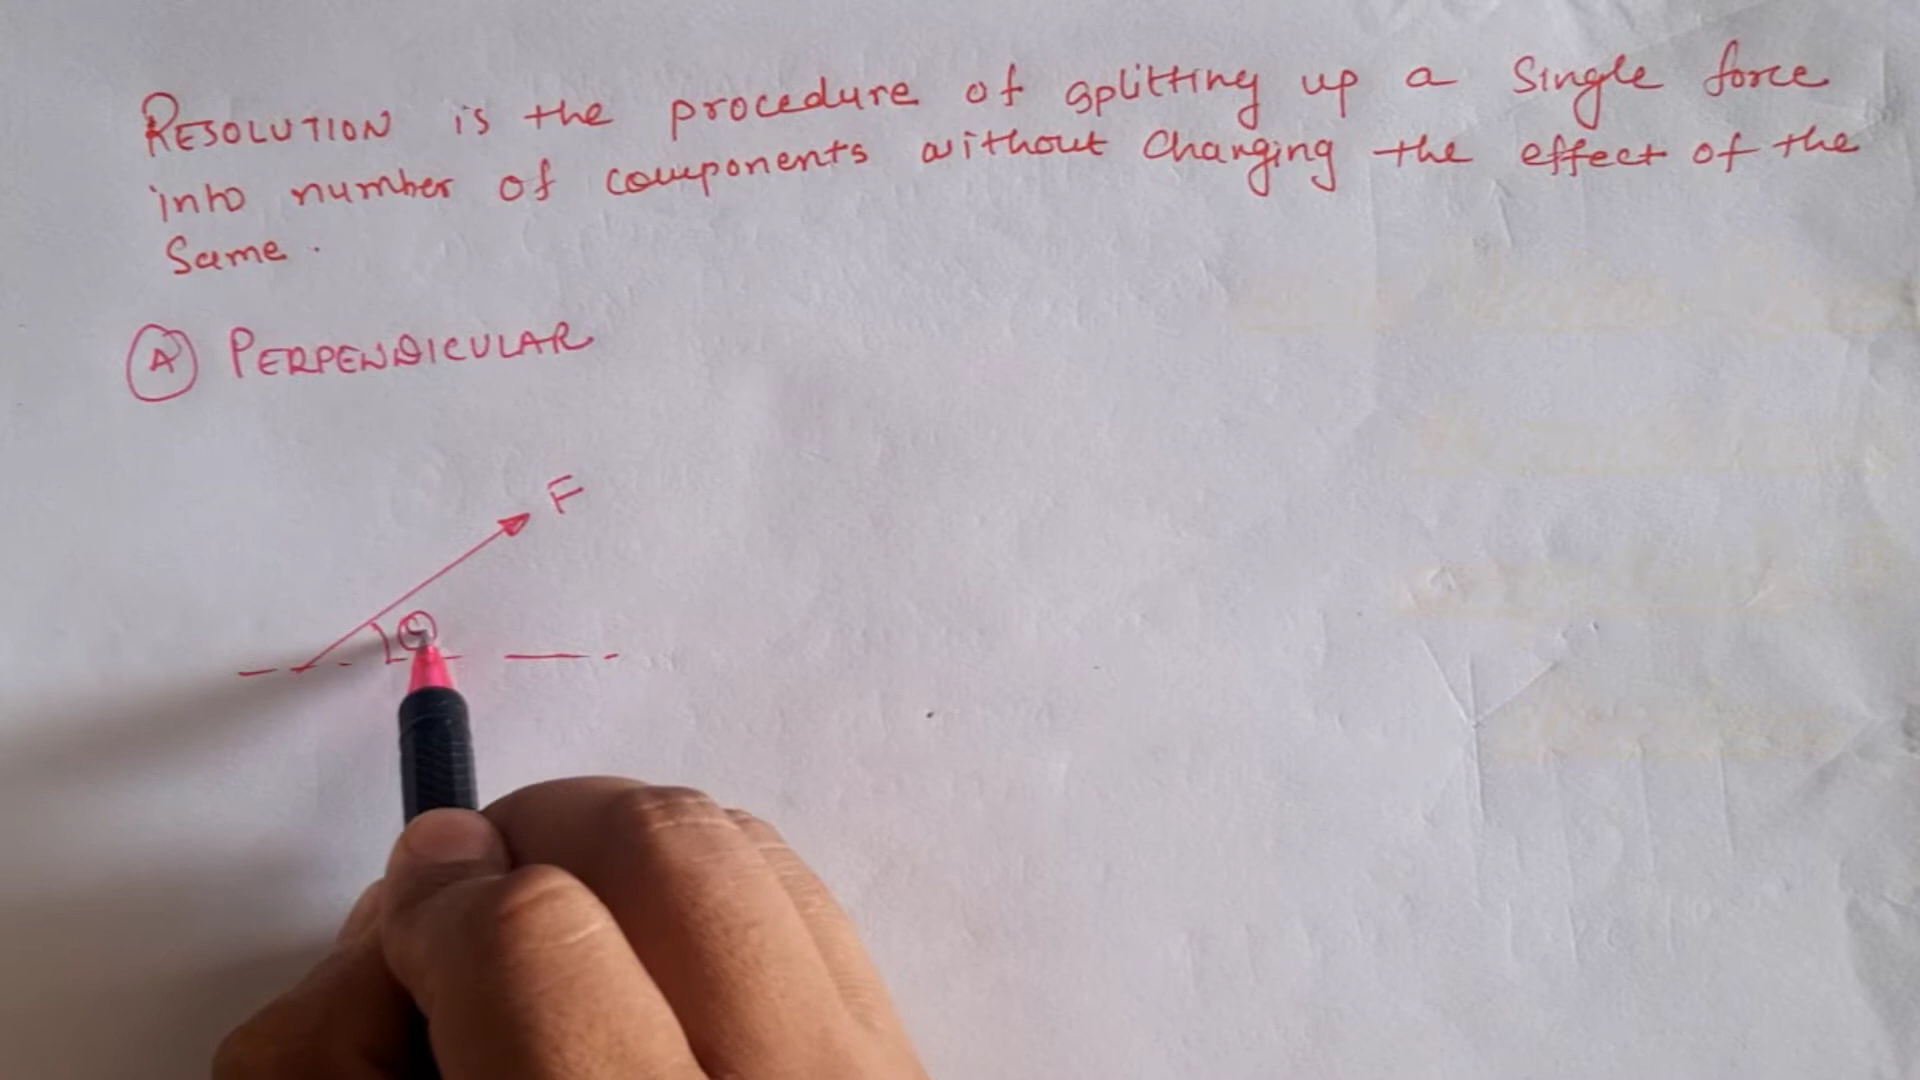 RESOLUTION is the procedure of splitting up a Single force
into number of components without Changing the effect of the
Same.
A PERPENDICULAR
F
θ